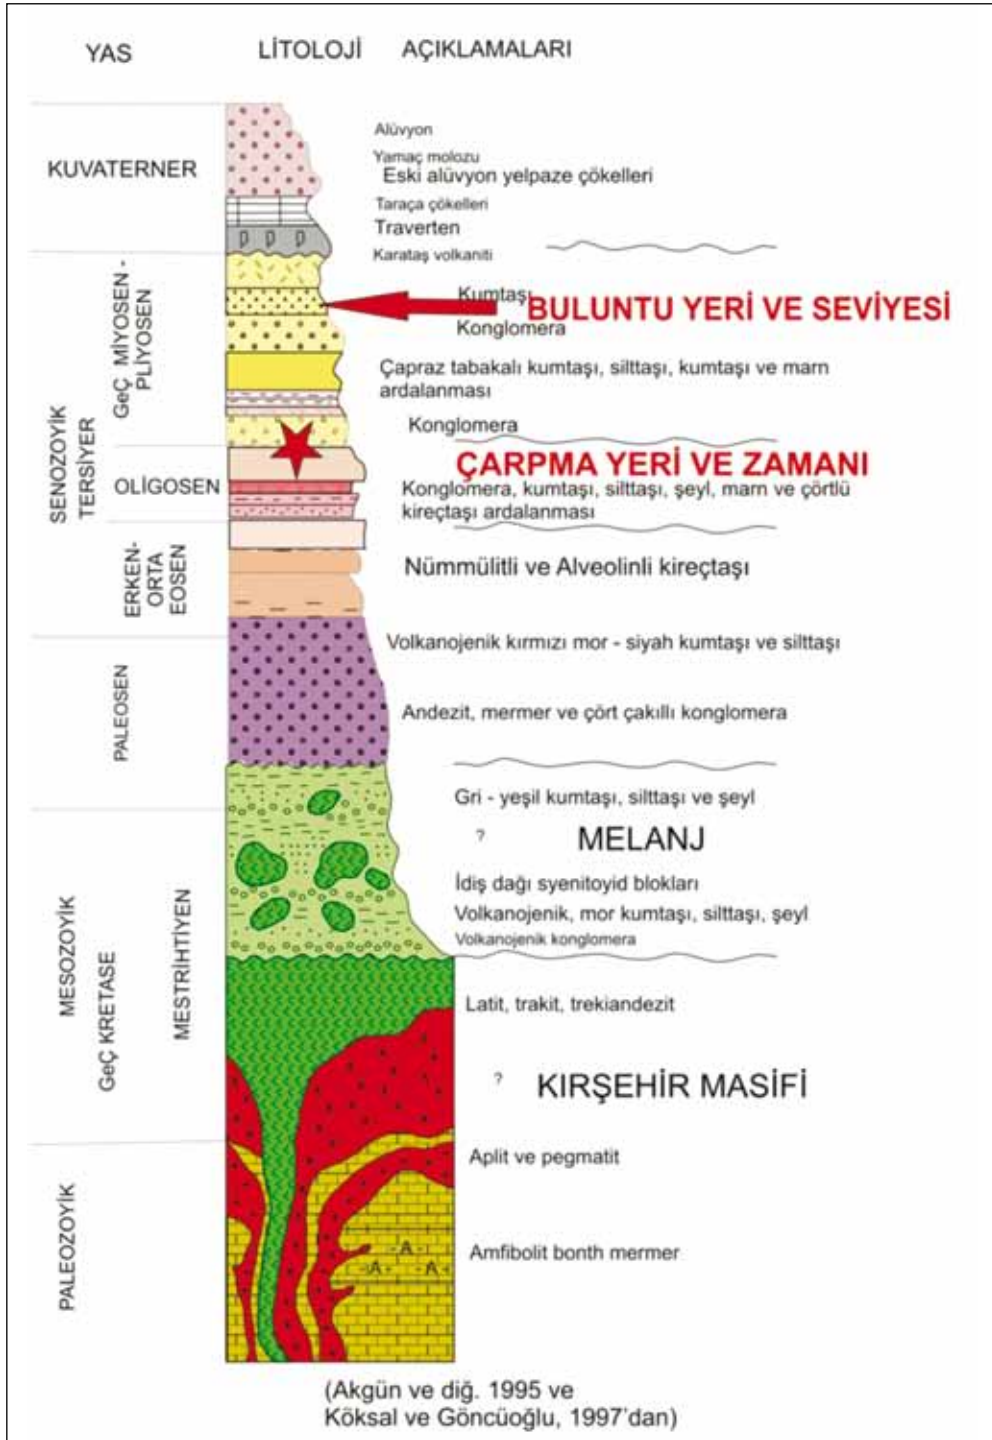 YAS
LİTOLOJİ AÇIKLAMALARI
KUVATERNER
Alüvyon
Yamaç molozu
Eski alüvyon yelpaze çökelleri
Taraça çökelleri
Traverten
Karataş volkaniti
SENOZOYİK
TERSİYER
GeÇ MİYOSEN -
PLİYOSEN
Kumtaşı
BULUNTU YERİ VE SEVİYESİ
Konglomera
Çapraz tabakalı kumtaşı, silttaşı, kumtaşı ve marn
ardalanması
Konglomera
ÇARPMA YERİ VE ZAMANI
OLİGOSEN
Konglomera, kumtaşı, silttaşı, şeyl, marn ve çörtlü
kireçtaşı ardalanması
ERKEN-
ORTA
EOSEN
Nümmülitli ve Alveolinli kireçtaşı
PALEOSEN
Volkanojenik kırmızı mor - siyah kumtaşı ve silttaşı
Andezit, mermer ve çört çakıllı konglomera
MESOZOYİK
GeÇ KRETASE
MESTRİHTİYEN
Gri - yeşil kumtaşı, silttaşı ve şeyl
? MELANJ
İdiş dağı syenitoyid blokları
Volkanojenik, mor kumtaşı, silttaşı, şeyl
Volkanojenik konglomera
Latit, trakit, trekiandezit
? KIRŞEHİR MASİFİ
PALEOZOYİK
Aplit ve pegmatit
Amfibolit bonth mermer
-A-
-A- A-
(Akgün ve diğ. 1995 ve
Köksal ve Göncüoğlu, 1997'dan)